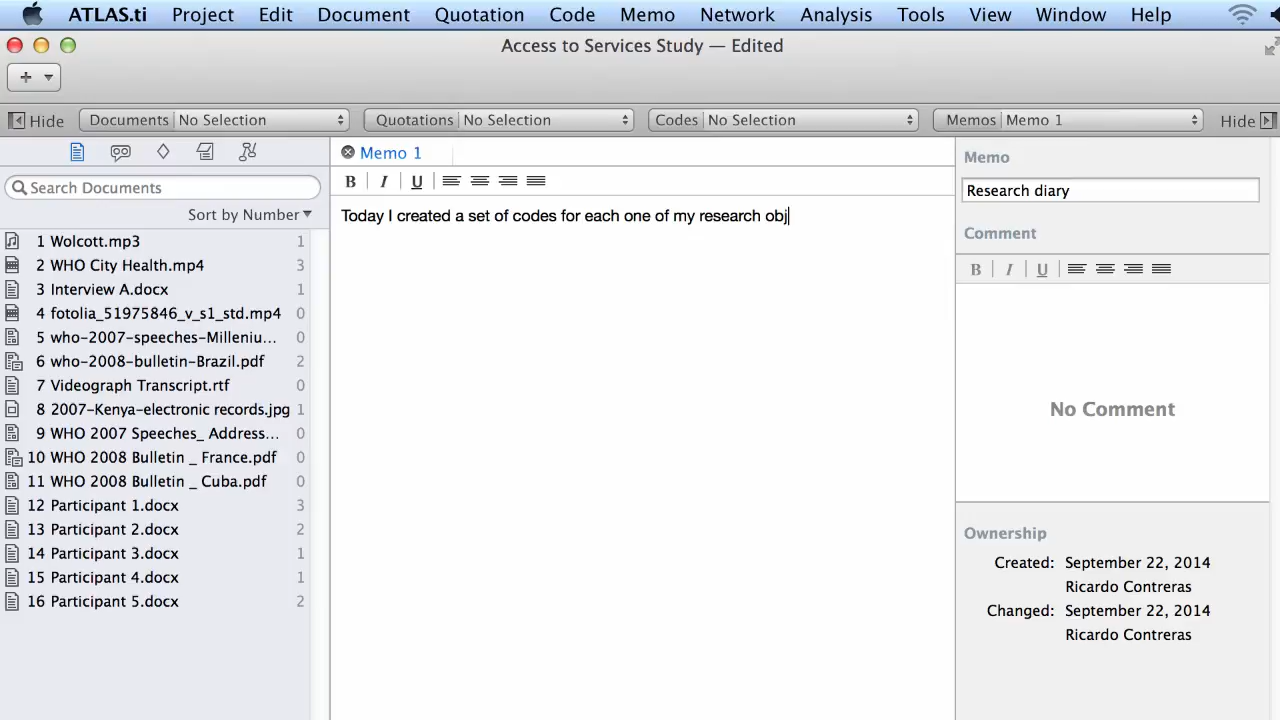 ATLAS.ti Project Edit Document Quotation Code Memo Network Analysis Tools View Window Help
Access to Services Study — Edited
Hide Documents No Selection Quotations No Selection Codes No Selection Memos Memo 1 Hide
Search Documents
Sort by Number
1 Wolcott.mp3 1
2 WHO City Health.mp4 3
3 Interview A.docx 1
4 fotolia_51975846_v_s1_std.mp4 0
5 who-2007-speeches-Milleniu... 0
6 who-2008-bulletin-Brazil.pdf 2
7 Videograph Transcript.rtf 0
8 2007-Kenya-electronic records.jpg 1
9 WHO 2007 Speeches_ Address... 0
10 WHO 2008 Bulletin _ France.pdf 0
11 WHO 2008 Bulletin _ Cuba.pdf 0
12 Participant 1.docx 3
13 Participant 2.docx 2
14 Participant 3.docx 1
15 Participant 4.docx 1
16 Participant 5.docx 2
Memo 1
B I U
Today I created a set of codes for each one of my research obj
Memo
Research diary
Comment
B I U
No Comment
Ownership
Created: September 22, 2014
Ricardo Contreras
Changed: September 22, 2014
Ricardo Contreras